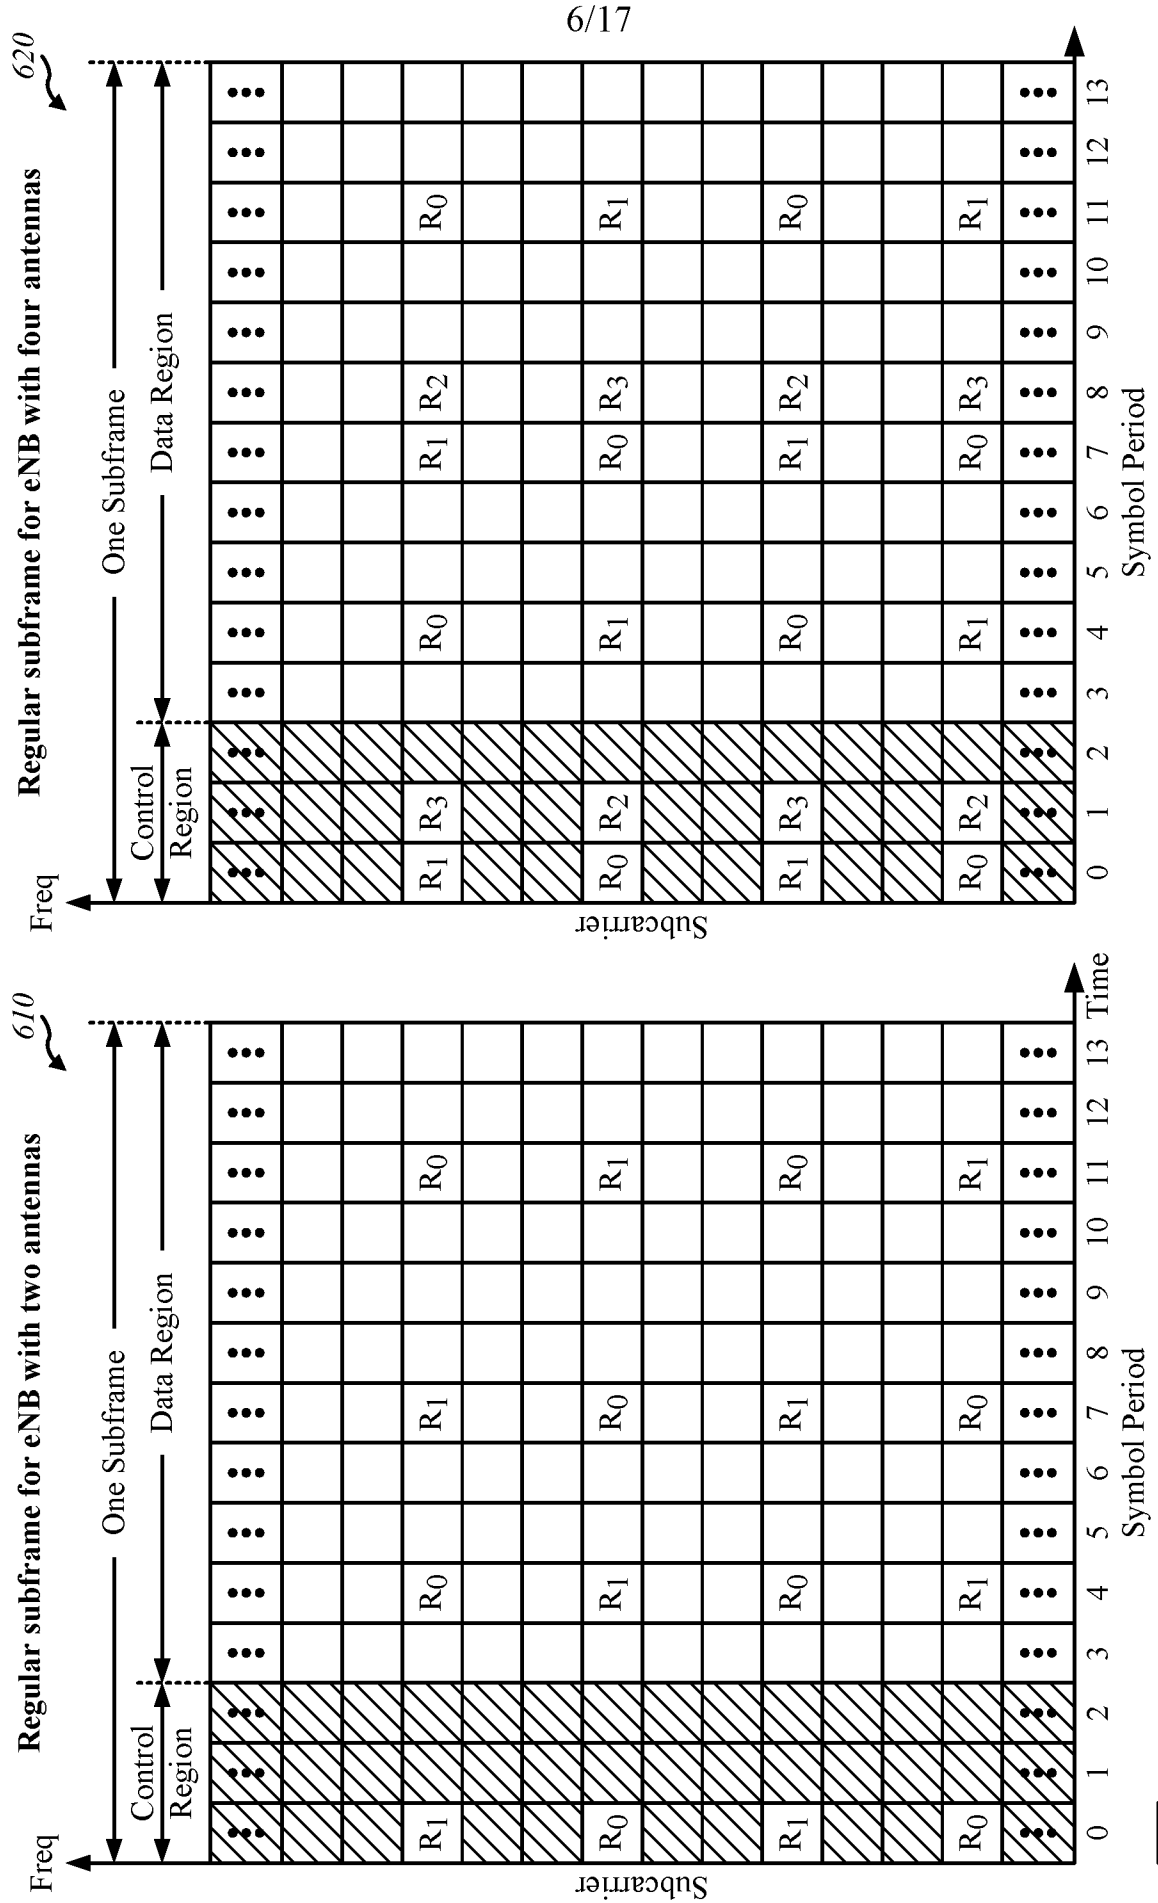 6/17
Regular subframe for eNB with two antennas
610
Freq
One Subframe
Control
Region
Data Region
Subcarrier
••• ••• ••• ••• ••• ••• ••• ••• ••• ••• ••• ••• ••• •••
R1 R0 R1 R0
R0 R1 R0 R1
R1 R0 R1 R0
R0 R1 R0 R1
••• ••• ••• ••• ••• ••• ••• ••• ••• ••• ••• ••• ••• •••
0 1 2 3 4 5 6 7 8 9 10 11 12 13 Time
Symbol Period
Regular subframe for eNB with four antennas
620
Freq
One Subframe
Control
Region
Data Region
Subcarrier
••• ••• ••• ••• ••• ••• ••• ••• ••• ••• ••• ••• ••• •••
R1 R3 R0 R1 R2 R0
R0 R2 R1 R0 R3 R1
R1 R3 R0 R1 R2 R0
R0 R2 R1 R0 R3 R1
••• ••• ••• ••• ••• ••• ••• ••• ••• ••• ••• ••• ••• •••
0 1 2 3 4 5 6 7 8 9 10 11 12 13
Symbol Period